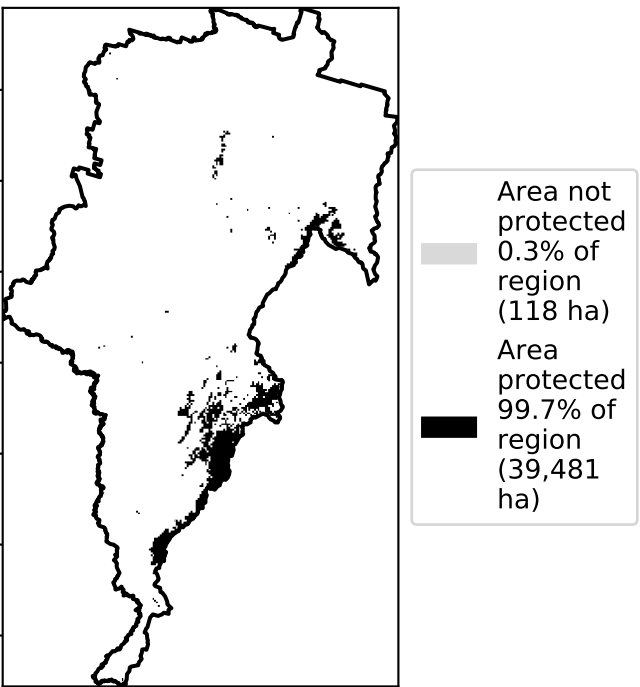 Area not
protected
0.3% of
region
(118 ha)
Area
protected
99.7% of
region
(39,481
ha)